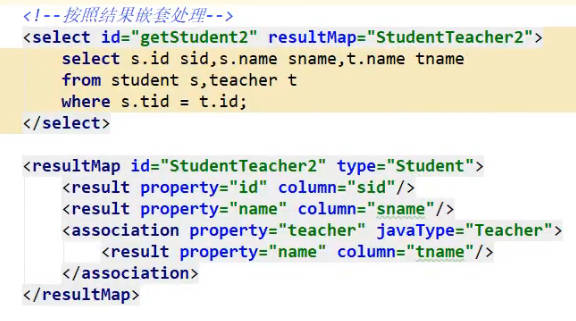 <!--按照结果嵌套处理-->
<select id="getStudent2" resultMap="StudentTeacher2">
    select s.id sid,s.name sname,t.name tname
    from student s,teacher t
    where s.tid = t.id;
</select>
<resultMap id="StudentTeacher2" type="Student">
    <result property="id" column="sid"/>
    <result property="name" column="sname"/>
    <association property="teacher" javaType="Teacher">
        <result property="name" column="tname"/>
    </association>
</resultMap>